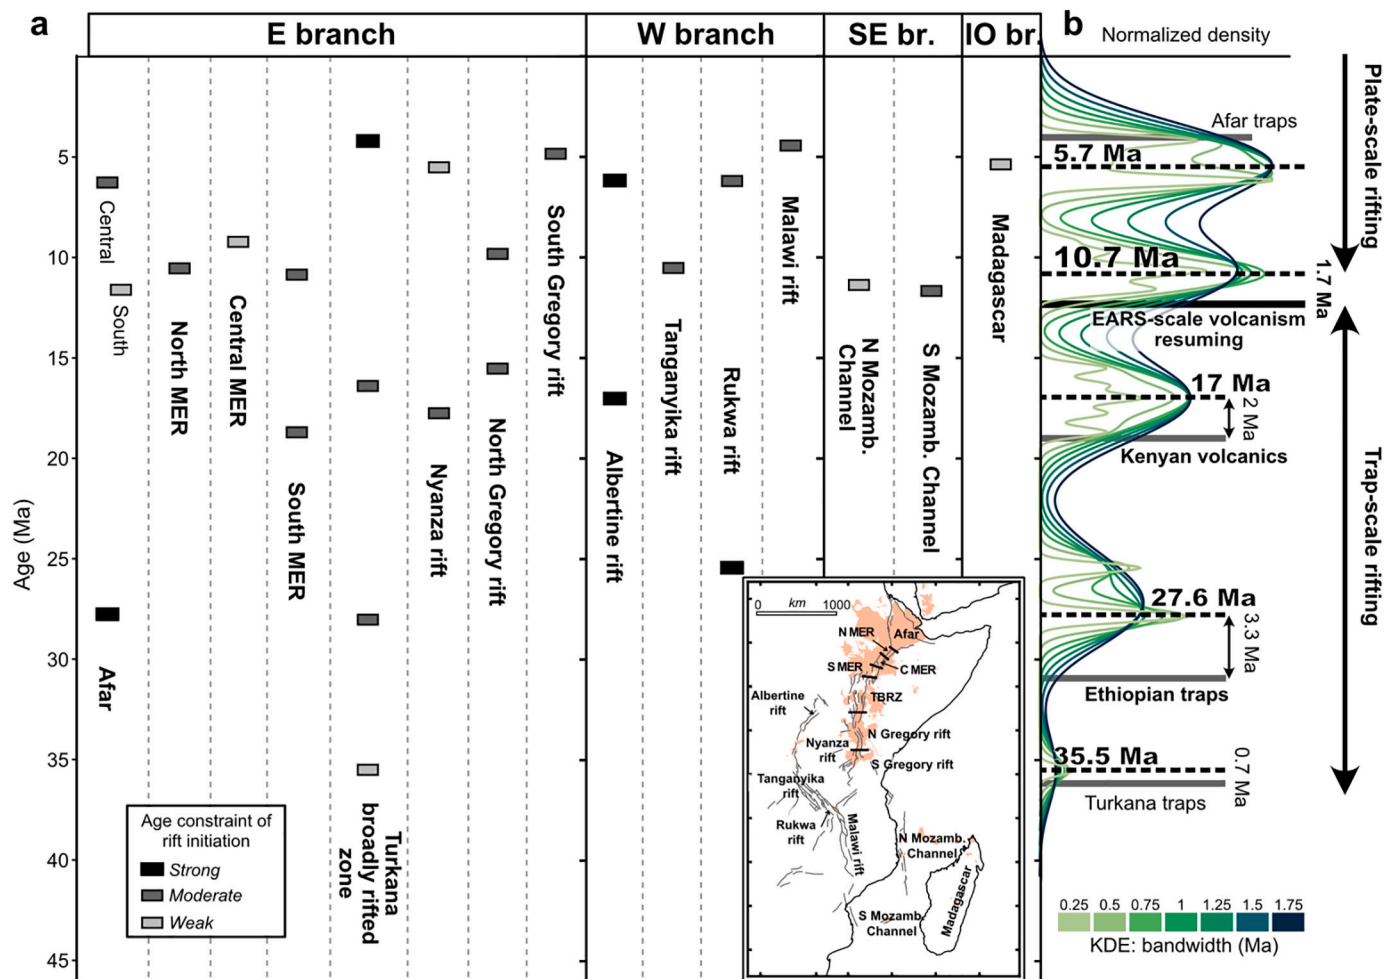 a
E branch
W branch
SE br.
IO br.
b
Normalized density
Age (Ma)
5
10
15
20
25
30
35
40
45
Central
South
Afar
North MER
Central MER
South MER
Turkana
broadly rifted
zone
Nyanza rift
North Gregory rift
South Gregory rift
Albertine rift
Tanganyika rift
Rukwa rift
Malawi rift
N Mozamb.
Channel
S Mozamb. Channel
Madagascar
Age constraint of
rift initiation
Strong
Moderate
Weak
0 km 1000
N MER
Afar
S MER
C MER
TBRZ
Albertine
rift
Nyanza
rift
N Gregory rift
S Gregory rift
Tanganyika
rift
Rukwa
rift
Malawi rift
N Mozamb.
Channel
S Mozamb.
Channel
Madagascar
Afar traps
5.7 Ma
10.7 Ma
1.7 Ma
EARS-scale volcanism
resuming
17 Ma
2 Ma
Kenyan volcanics
27.6 Ma
3.3 Ma
Ethiopian traps
35.5 Ma
0.7 Ma
Turkana traps
Plate-scale rifting
Trap-scale rifting
0.25 0.5 0.75 1 1.25 1.5 1.75
KDE: bandwidth (Ma)